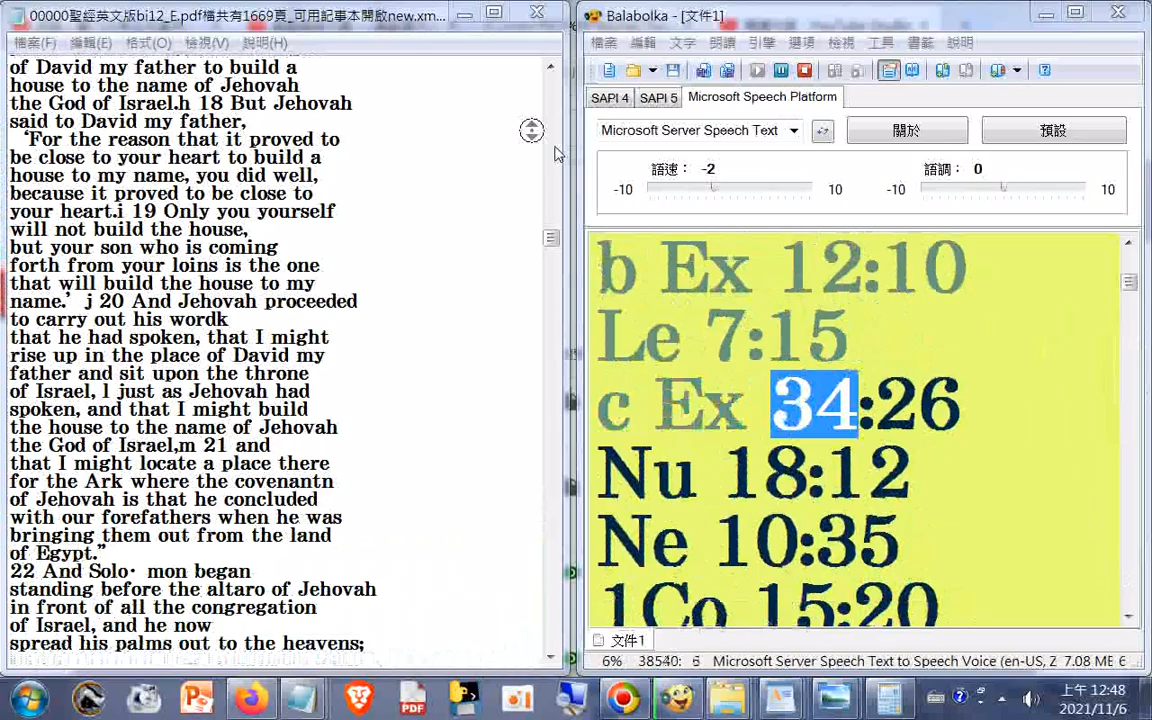 00000聖經英文版bi12_E.pdf檔共有1669頁_可用記事本開啟new.xm...
檔案(F) 編輯(E) 格式(O) 檢視(V) 說明(H)
of David my father to build a
house to the name of Jehovah
the God of Israel.h 18 But Jehovah
said to David my father,
‘For the reason that it proved to
be close to your heart to build a
house to my name, you did well,
because it proved to be close to
your heart.i 19 Only you yourself
will not build the house,
but your son who is coming
forth from your loins is the one
that will build the house to my
name.’ j 20 And Jehovah proceeded
to carry out his wordk
that he had spoken, that I might
rise up in the place of David my
father and sit upon the throne
of Israel, l just as Jehovah had
spoken, and that I might build
the house to the name of Jehovah
the God of Israel,m 21 and
that I might locate a place there
for the Ark where the covenantn
of Jehovah is that he concluded
with our forefathers when he was
bringing them out from the land
of Egypt.”
22 And Solo· mon began
standing before the altaro of Jehovah
in front of all the congregation
of Israel, and he now
spread his palms out to the heavens;
Balabolka - [文件1]
檔案 編輯 文字 朗讀 引擎 選項 檢視 工具 書籤 說明
SAPI 4 SAPI 5 Microsoft Speech Platform
Microsoft Server Speech Text 關於 預設
語速: -2 語調: 0
-10 10 -10 10
b Ex 12:10
Le 7:15
c Ex 34:26
Nu 18:12
Ne 10:35
1Co 15:20
文件1
6% 38540: 6 Microsoft Server Speech Text to Speech Voice (en-US, Z 7.08 MB 6
PDF
上午 12:48
2021/11/6